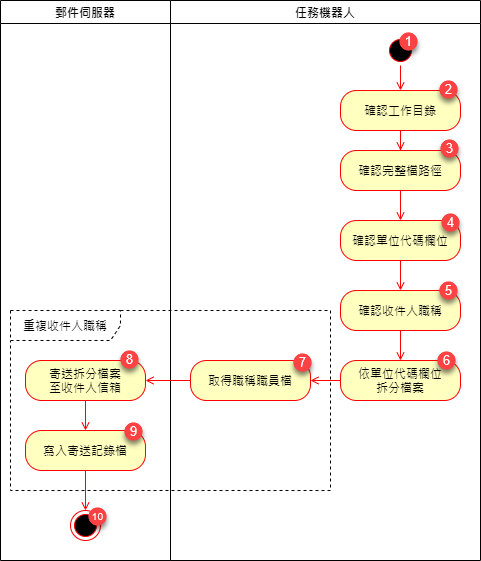 郵件伺服器
任務機器人
1
2
確認工作目錄
3
確認完整檔路徑
4
確認單位代碼欄位
5
確認收件人職稱
重複收件人職稱
6
依單位代碼欄位
拆分檔案
7
取得職稱職員檔
8
寄送拆分檔案
至收件人信箱
9
寫入寄送記錄檔
10